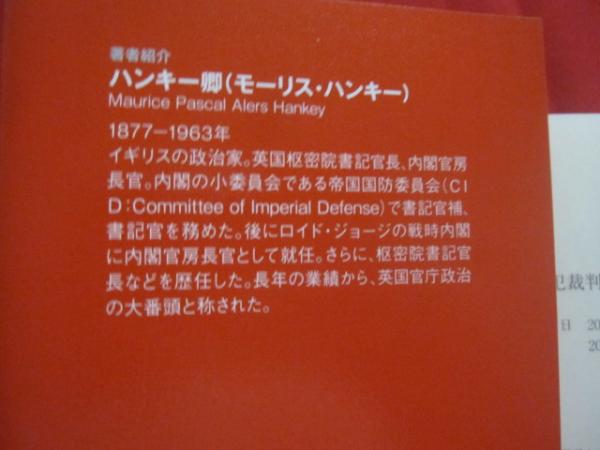 著者紹介
ハンキー卿(モーリス・ハンキー)
Maurice Pascal Alers Hankey
1877−1963年
イギリスの政治家。英国枢密院書記官長、内閣官房
長官。内閣の小委員会である帝国国防委員会(CI
D:Committee of Imperial Defense)で書記官補、
書記官を務めた。後にロイド・ジョージの戦時内閣
に内閣官房長官として就任。さらに、枢密院書記官
長などを歴任した。長年の業績から、英国官庁政治
の大番頭と称された。
犯裁判
日 20
20